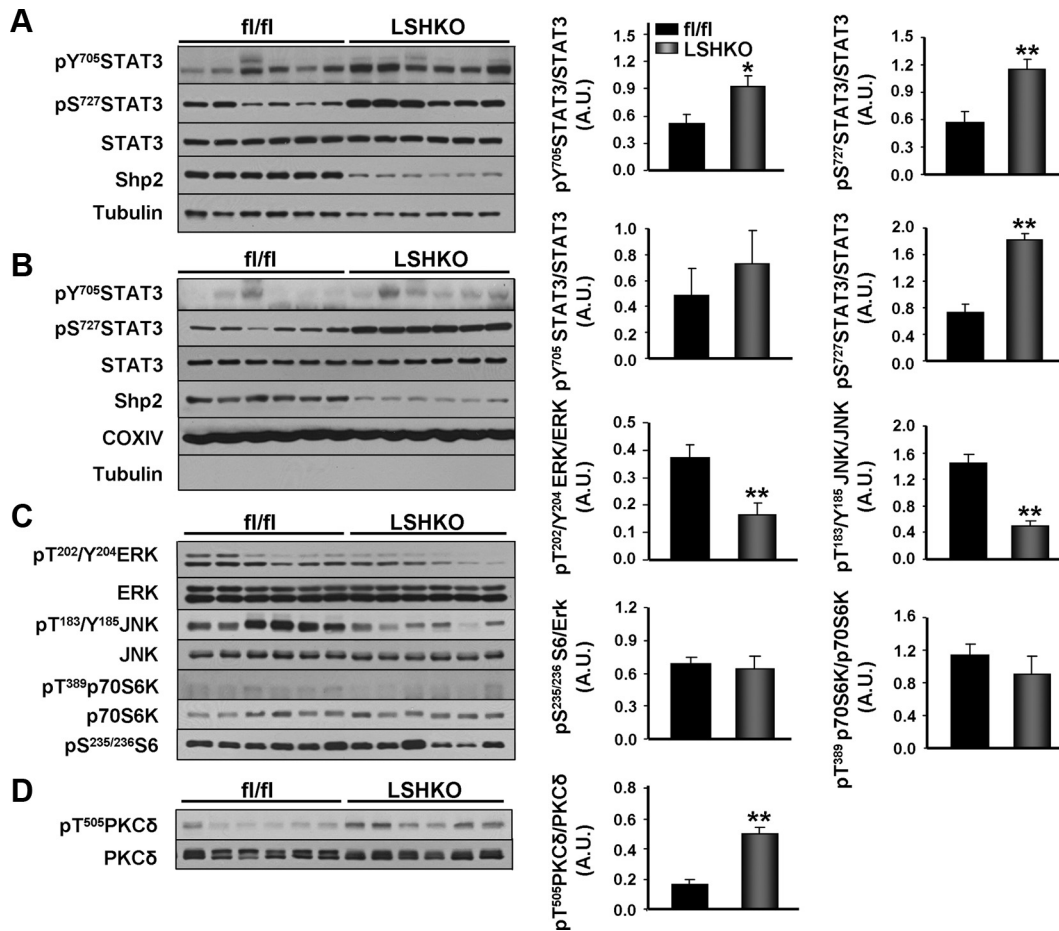 A
fl/fl LSHKO
pY⁷⁰⁵STAT3
pS⁷²⁷STAT3
STAT3
Shp2
Tubulin
B
fl/fl LSHKO
pY⁷⁰⁵STAT3
pS⁷²⁷STAT3
STAT3
Shp2
COXIV
Tubulin
C
fl/fl LSHKO
pT²⁰²/Y²⁰⁴ERK
ERK
pT¹⁸³/Y¹⁸⁵JNK
JNK
pT³⁸⁹p70S6K
p70S6K
pS²³⁵/²³⁶S6
D
fl/fl LSHKO
pT⁵⁰⁵PKCδ
PKCδ
fl/fl
LSHKO
pY⁷⁰⁵STAT3/STAT3
(A.U.)
1.2
0.9
0.6
0.3
0.0
*
pS⁷²⁷STAT3/STAT3
(A.U.)
1.5
1.2
0.9
0.6
0.3
0.0
**
pY⁷⁰⁵ STAT3/STAT3
(A.U.)
1.0
0.8
0.6
0.4
0.2
0.0
pS⁷²⁷STAT3/STAT3
(A.U.)
2.0
1.6
1.2
0.8
0.4
0.0
**
pT²⁰²/Y²⁰⁴ ERK/ERK
(A.U.)
0.5
0.4
0.3
0.2
0.1
0.0
**
pT¹⁸³/Y¹⁸⁵ JNK/JNK
(A.U.)
2.0
1.6
1.2
0.8
0.4
0.0
**
pS²³⁵/²³⁶ S6/Erk
(A.U.)
1.2
0.9
0.6
0.3
0.0
pT³⁸⁹ p70S6K/p70S6K
(A.U.)
1.6
1.2
0.8
0.4
0.0
pT⁵⁰⁵PKCδ/PKCδ
(A.U.)
0.8
0.6
0.4
0.2
0.0
**